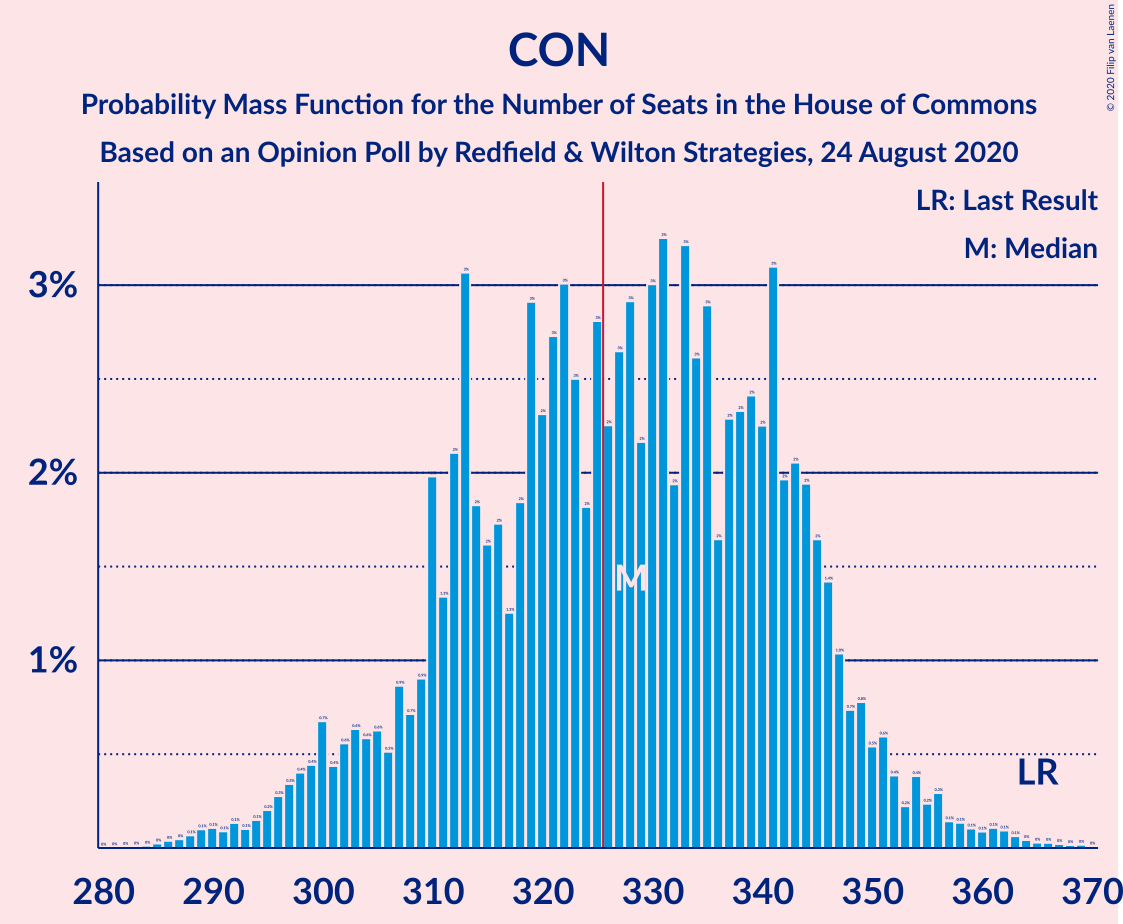 CON
Probability Mass Function for the Number of Seats in the House of Commons
Based on an Opinion Poll by Redfield & Wilton Strategies, 24 August 2020
© 2020 Filip van Laenen
LR: Last Result
M: Median
3%
2%
1%
M
LR
280 290 300 310 320 330 340 350 360 370